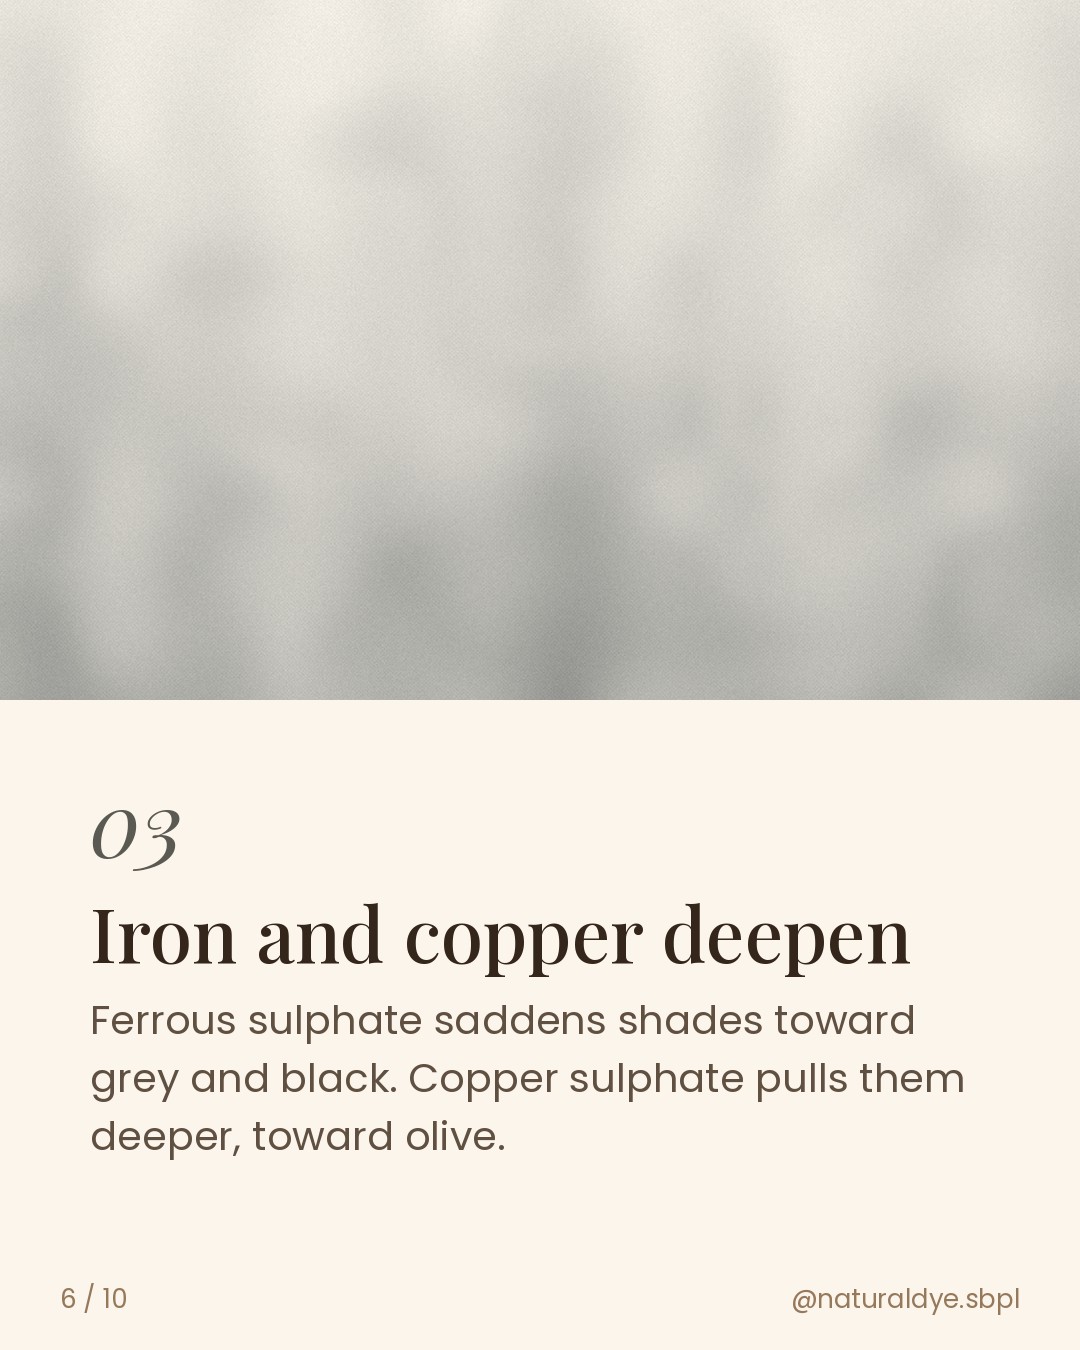 03
Iron and copper deepen
Ferrous sulphate saddens shades toward
grey and black. Copper sulphate pulls them
deeper, toward olive.
6 / 10
@naturaldye.sbpl